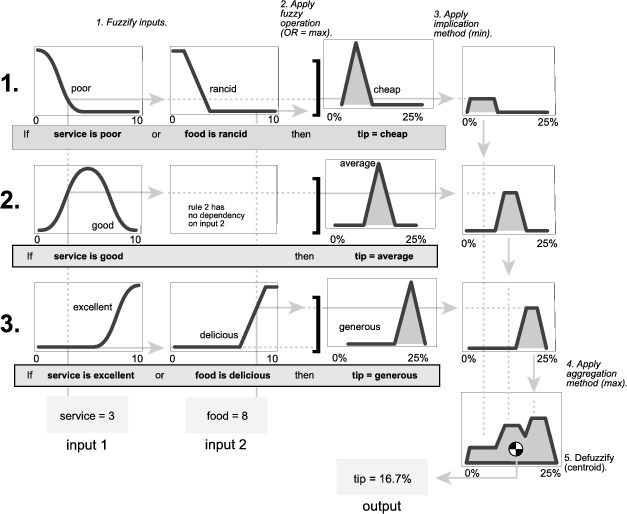 1. Fuzzify inputs.
2. Apply
fuzzy
operation
(OR = max).
3. Apply
implication
method (min).
1.
poor
rancid
cheap
0 10 0 10 0% 25% 0% 25%
If service is poor or food is rancid then tip = cheap
2.
good
rule 2 has
no dependency
on input 2
average
0 10 0% 25% 0% 25%
If service is good then tip = average
3.
excellent
delicious
generous
0 10 0 10 0% 25% 0% 25%
If service is excellent or food is delicious then tip = generous
4. Apply
aggregation
method (max).
service = 3
food = 8
input 1
input 2
5. Defuzzify
(centroid).
0% 25%
tip = 16.7%
output